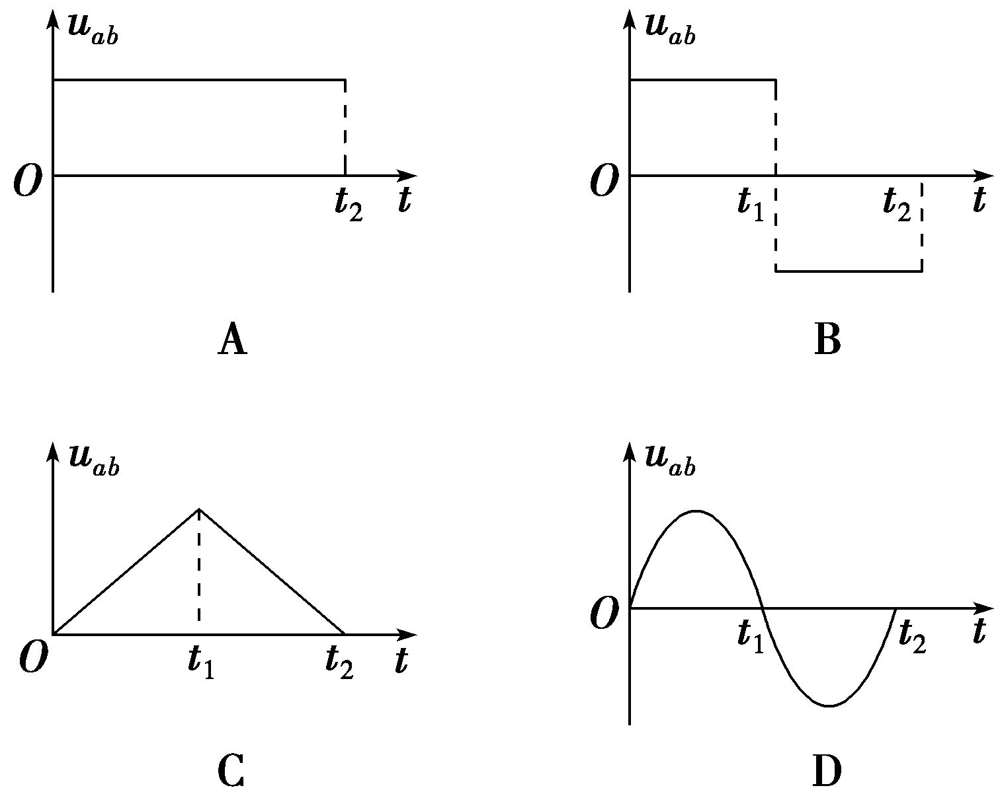 u_ab u_ab
O t_2 t O t_1 t_2 t
A B
u_ab u_ab
O t_1 t_2 t O t_1 t_2 t
C D